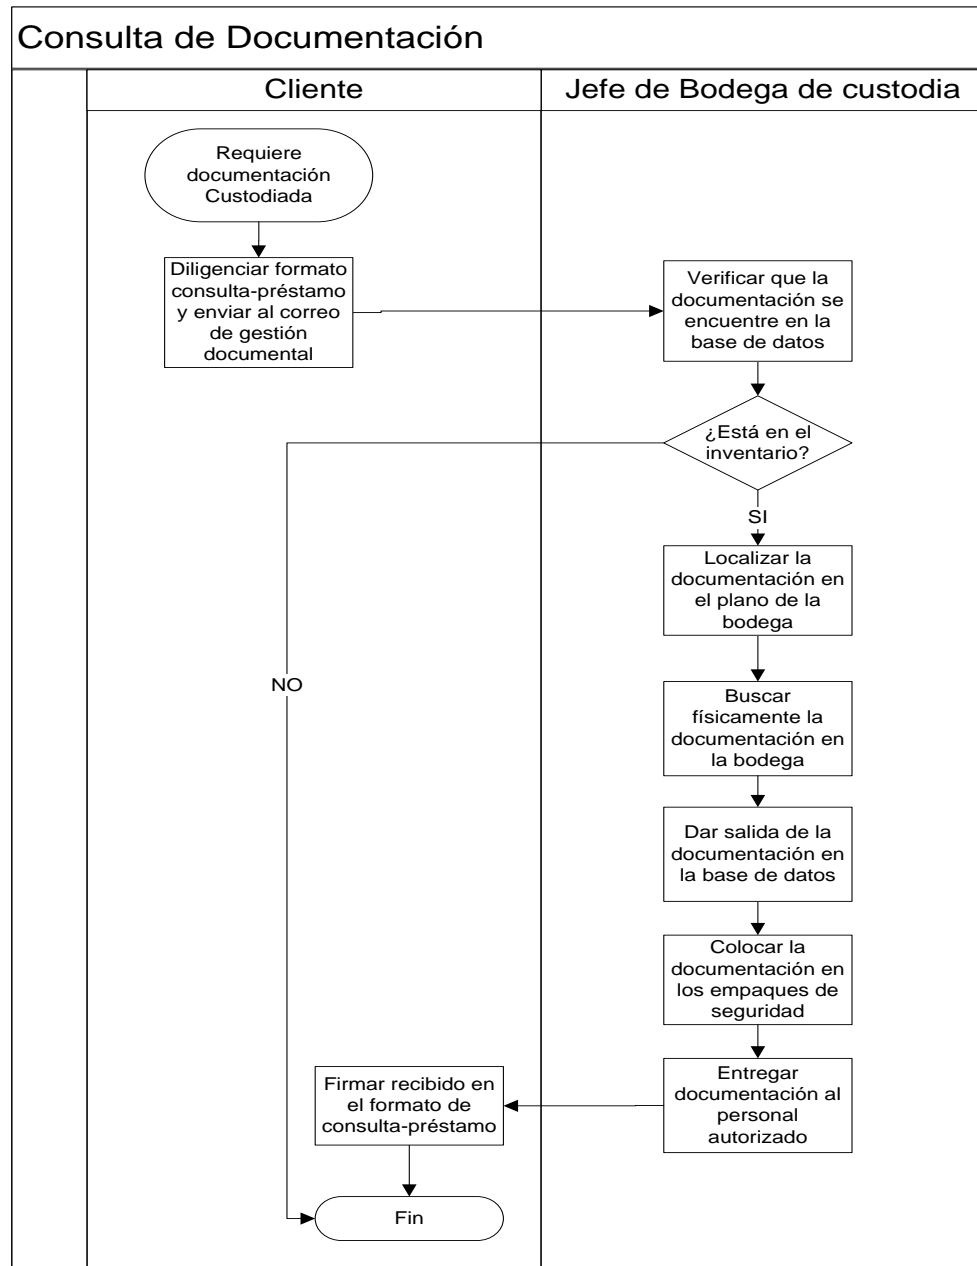 Consulta de Documentación
Cliente
Jefe de Bodega de custodia
Requiere
documentación
Custodiada
Diligenciar formato
consulta-préstamo
y enviar al correo
de gestión
documental
Verificar que la
documentación se
encuentre en la
base de datos
¿Está en el
inventario?
SI
Localizar la
documentación en
el plano de la
bodega
NO
Buscar
físicamente la
documentación en
la bodega
Dar salida de la
documentación en
la base de datos
Colocar la
documentación en
los empaques de
seguridad
Entregar
documentación al
personal
autorizado
Firmar recibido en
el formato de
consulta-préstamo
Fin